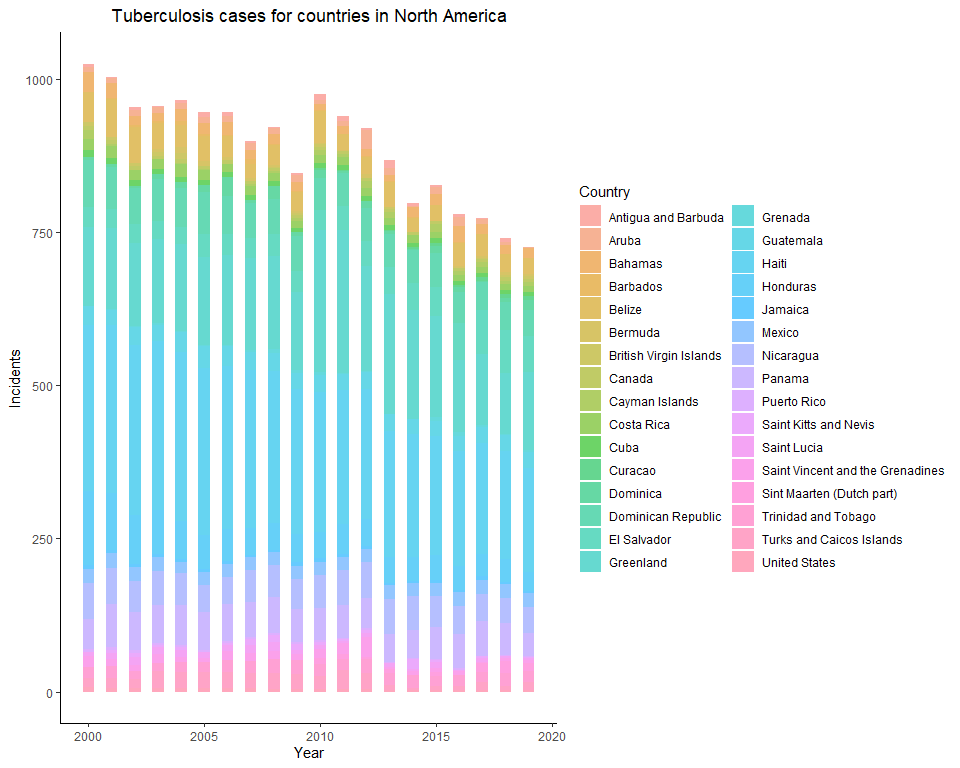 Tuberculosis cases for countries in North America
Incidents
1000
750
500
250
0
2000
2005
2010
2015
2020
Year
Country
Antigua and Barbuda
Aruba
Bahamas
Barbados
Belize
Bermuda
British Virgin Islands
Canada
Cayman Islands
Costa Rica
Cuba
Curacao
Dominica
Dominican Republic
El Salvador
Greenland
Grenada
Guatemala
Haiti
Honduras
Jamaica
Mexico
Nicaragua
Panama
Puerto Rico
Saint Kitts and Nevis
Saint Lucia
Saint Vincent and the Grenadines
Sint Maarten (Dutch part)
Trinidad and Tobago
Turks and Caicos Islands
United States